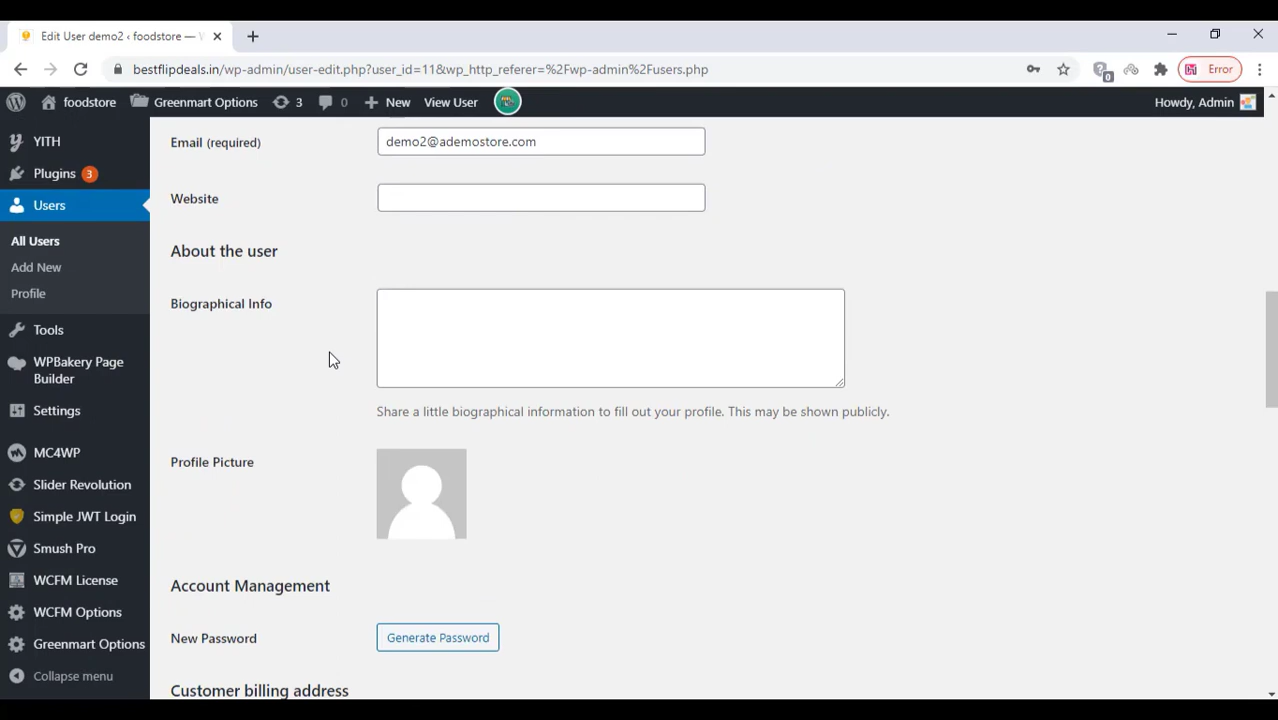 Edit User demo2 ‹ foodstore —
bestflipdeals.in/wp-admin/user-edit.php?user_id=11&wp_http_referer=%2Fwp-admin%2Fusers.php
0
Error
foodstore
Greenmart Options
3
0
New
View User
Howdy, Admin
YITH
Plugins 3
Users
All Users
Add New
Profile
Tools
WPBakery Page
Builder
Settings
MC4WP
Slider Revolution
Simple JWT Login
Smush Pro
WCFM License
WCFM Options
Greenmart Options
Collapse menu
Email (required)
demo2@ademostore.com
Website
About the user
Biographical Info
Share a little biographical information to fill out your profile. This may be shown publicly.
Profile Picture
Account Management
New Password
Generate Password
Customer billing address